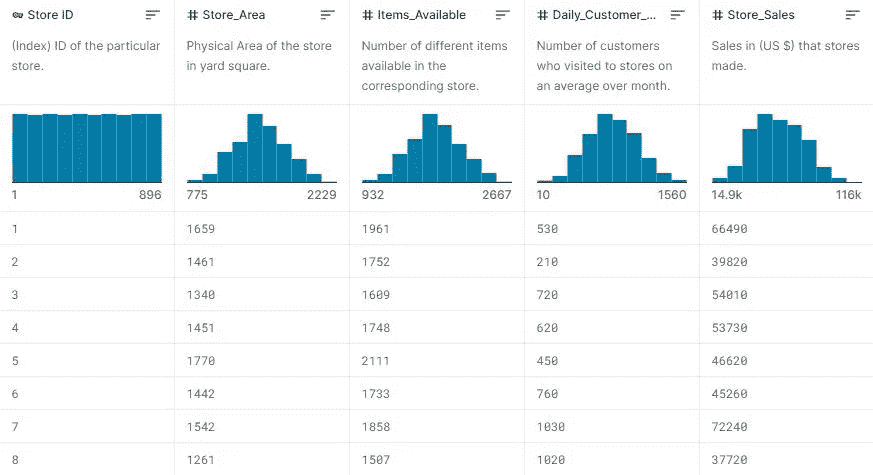 Store ID
# Store_Area
# Items_Available
# Daily_Customer_...
# Store_Sales
(Index) ID of the particular
store.
Physical Area of the store
in yard square.
Number of different items
available in the
corresponding store.
Number of customers
who visited to stores on
an average over month.
Sales in (US $) that stores
made.
1 896
775 2229
932 2667
10 1560
14.9k 116k
1 1659 1961 530 66490
2 1461 1752 210 39820
3 1340 1609 720 54010
4 1451 1748 620 53730
5 1770 2111 450 46620
6 1442 1733 760 45260
7 1542 1858 1030 72240
8 1261 1507 1020 37720